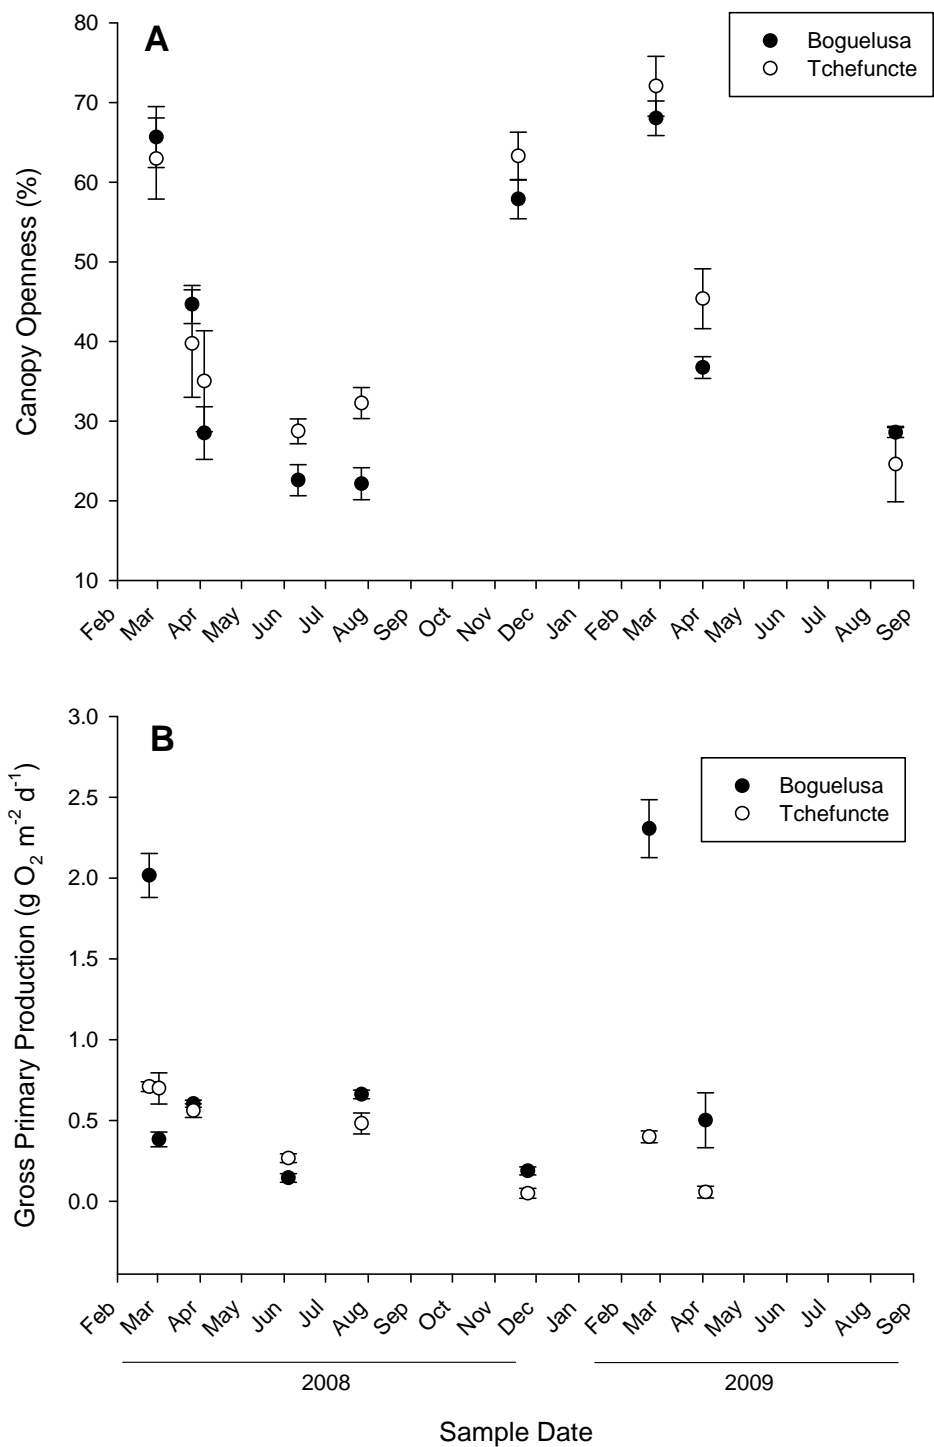 A
Boguelusa
Tchefuncte
Canopy Openness (%)
80
70
60
50
40
30
20
10
Feb Mar Apr May Jun Jul Aug Sep Oct Nov Dec Jan Feb Mar Apr May Jun Jul Aug Sep
B
Boguelusa
Tchefuncte
Gross Primary Production (g O2 m-2 d-1)
3.0
2.5
2.0
1.5
1.0
0.5
0.0
Feb Mar Apr May Jun Jul Aug Sep Oct Nov Dec Jan Feb Mar Apr May Jun Jul Aug Sep
2008 2009
Sample Date